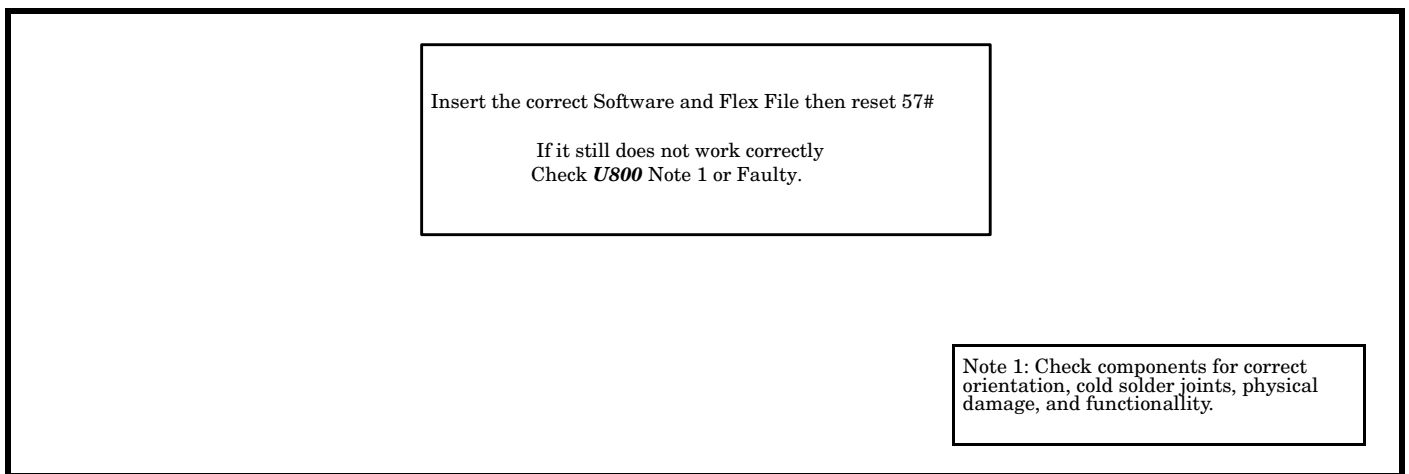 Insert the correct Software and Flex File then reset 57#
If it still does not work correctly
Check U800 Note 1 or Faulty.
Note 1: Check components for correct
orientation, cold solder joints, physical
damage, and functionallity.